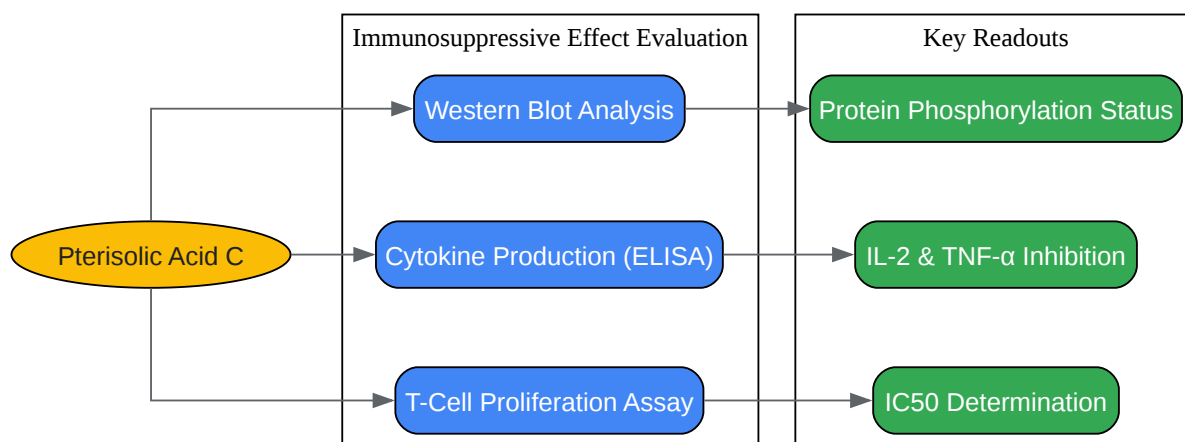 Immunosuppressive Effect Evaluation
Key Readouts
Western Blot Analysis
Protein Phosphorylation Status
Pterisolic Acid C
Cytokine Production (ELISA)
IL-2 & TNF-α Inhibition
T-Cell Proliferation Assay
IC50 Determination